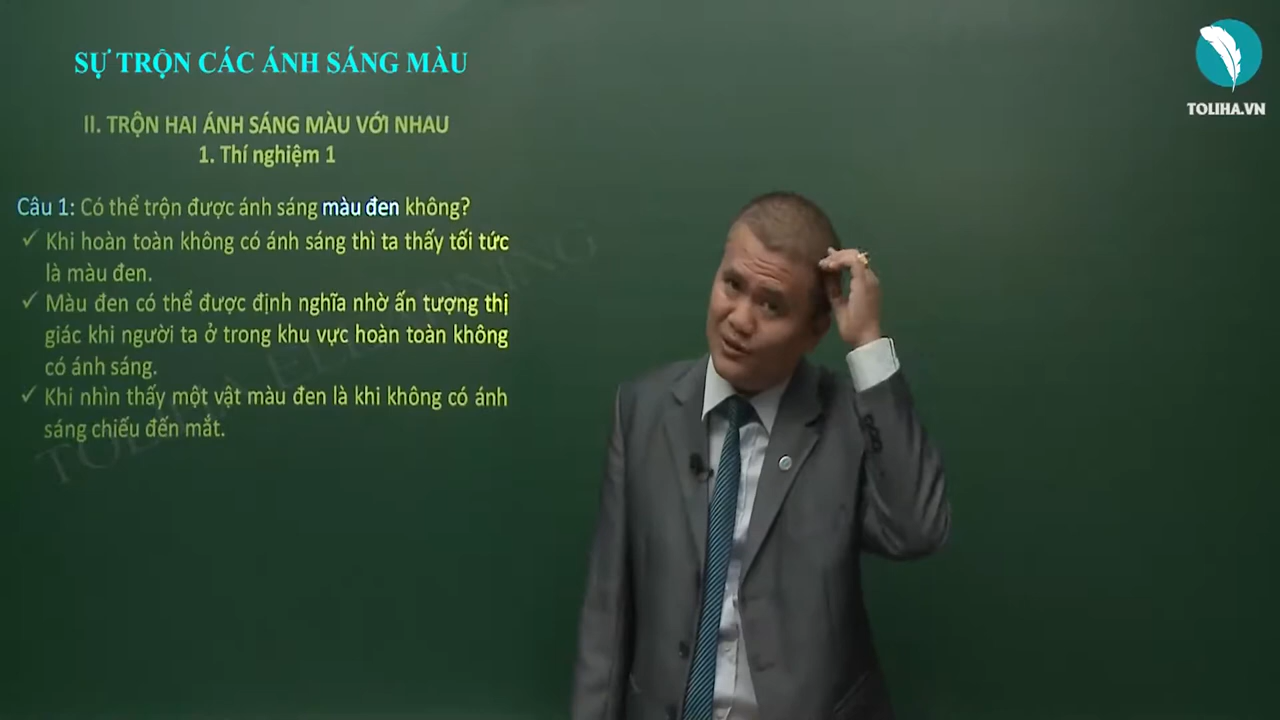 SỰ TRỘN CÁC ÁNH SÁNG MÀU
TOLIHA.VN
II. TRỘN HAI ÁNH SÁNG MÀU VỚI NHAU
1. Thí nghiệm 1
Câu 1: Có thể trộn được ánh sáng màu đen không?
✓ Khi hoàn toàn không có ánh sáng thì ta thấy tối tức
là màu đen.
✓ Màu đen có thể được định nghĩa nhờ ấn tượng thị
giác khi người ta ở trong khu vực hoàn toàn không
có ánh sáng.
✓ Khi nhìn thấy một vật màu đen là khi không có ánh
sáng chiếu đến mắt.
TOLIHA ELEARNING